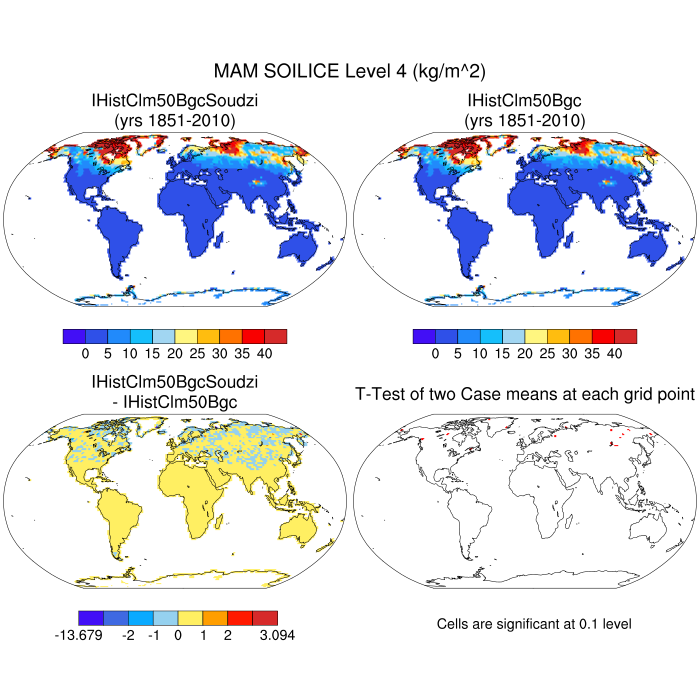 MAM SOILICE Level 4 (kg/m^2)
IHistClm50BgcSoudzi
(yrs 1851-2010)
IHistClm50Bgc
(yrs 1851-2010)
0 5 10 15 20 25 30 35 40
0 5 10 15 20 25 30 35 40
IHistClm50BgcSoudzi
- IHistClm50Bgc
T-Test of two Case means at each grid point
-13.679 -2 -1 0 1 2 3.094
Cells are significant at 0.1 level